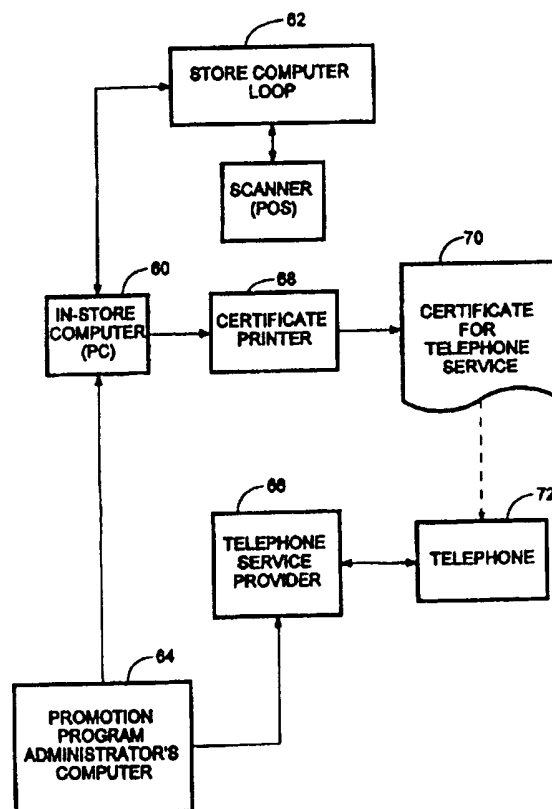 62
STORE COMPUTER
LOOP
SCANNER
(POS)
60
IN-STORE
COMPUTER
(PC)
68
CERTIFICATE
PRINTER
70
CERTIFICATE
FOR
TELEPHONE
SERVICE
66
TELEPHONE
SERVICE
PROVIDER
72
TELEPHONE
64
PROMOTION
PROGRAM
ADMINISTRATOR'S
COMPUTER